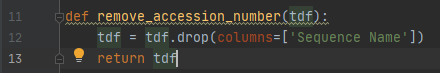 11 def remove_accession_number(tdf):
12 tdf = tdf.drop(columns=['Sequence Name'])
13 return tdf